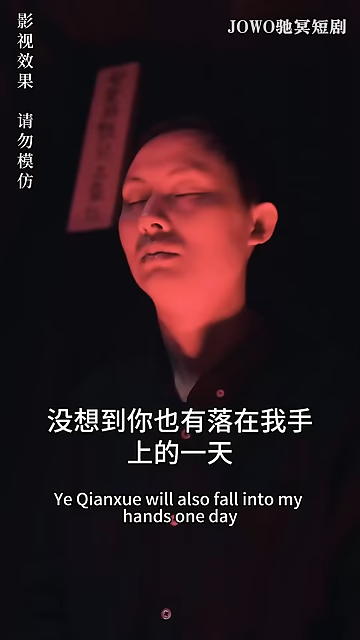 影视效果 请勿模仿
JOWO驰冥短剧
没想到你也有落在我手
上的一天
Ye Qianxue will also fall into my
hands one day